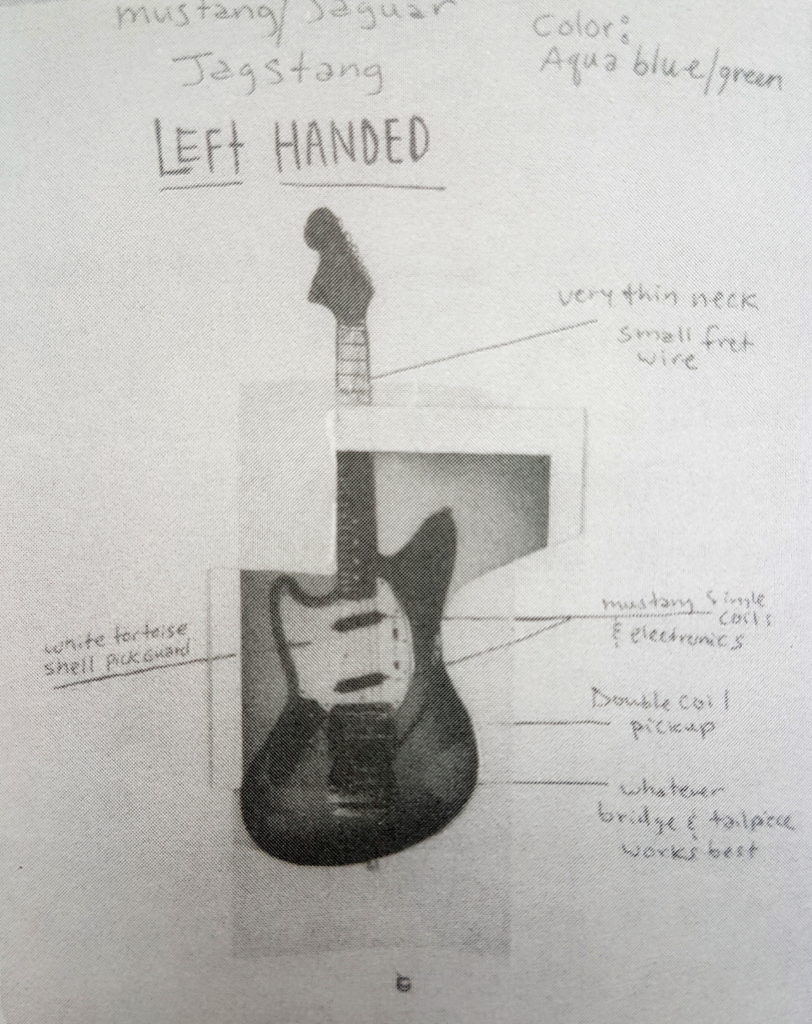 mustang/Jaguar
Jagstang
Color:
Aqua blue/green
LEFT HANDED
very thin neck
small fret
wire
mustang single
coils
& electronics
white tortoise
shell pickguard
Double coil
pickup
whatever
bridge & tailpiece
works best
6